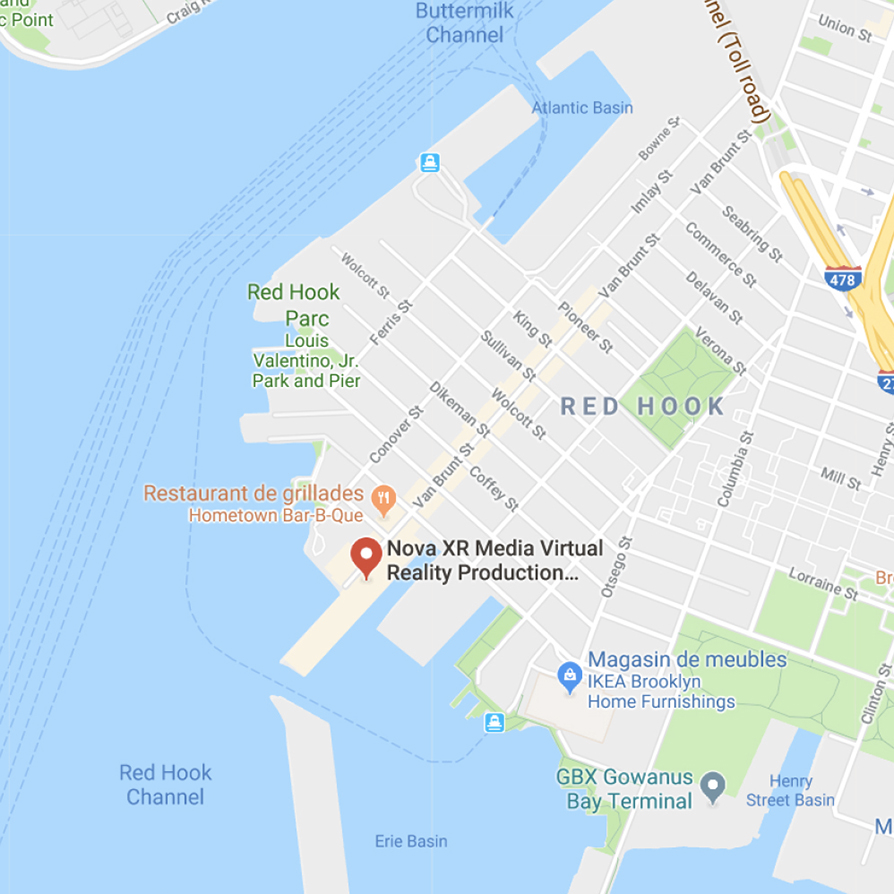 c Point
Craig R
Buttermilk
Channel
nel (Toll road)
Union St
Atlantic Basin
Bowne St
Van Brunt St
Imlay St
Seabring St
Commerce St
Van Brunt St
478
Wolcott St
Delavan St
Red Hook
Parc
Louis
Valentino, Jr.
Park and Pier
Ferris St
King St
Pioneer St
Verona St
Sullivan St
27
Dikeman St
Wolcott St
RED HOOK
Conover St
Columbia St
Henry S
Van Brunt St
Coffey St
Mill St
Restaurant de grillades
Hometown Bar-B-Que
Nova XR Media Virtual
Reality Production...
Otsego St
Lorraine St
Br
Magasin de meubles
IKEA Brooklyn
Home Furnishings
Clinton St
Red Hook
Channel
GBX Gowanus
Bay Terminal
Henry
Street Basin
M
Erie Basin